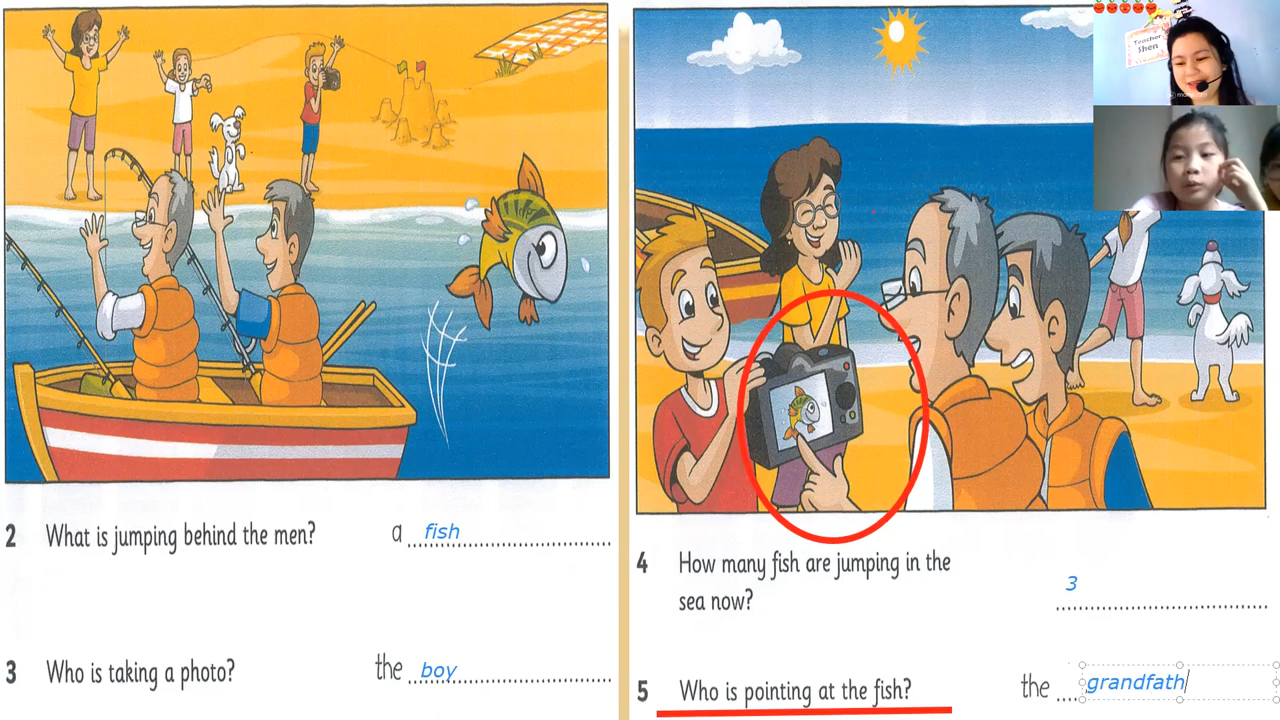 Teacher
Shen
2 What is jumping behind the men? a fish
3 Who is taking a photo? the boy
4 How many fish are jumping in the
sea now? 3
5 Who is pointing at the fish? the grandfath